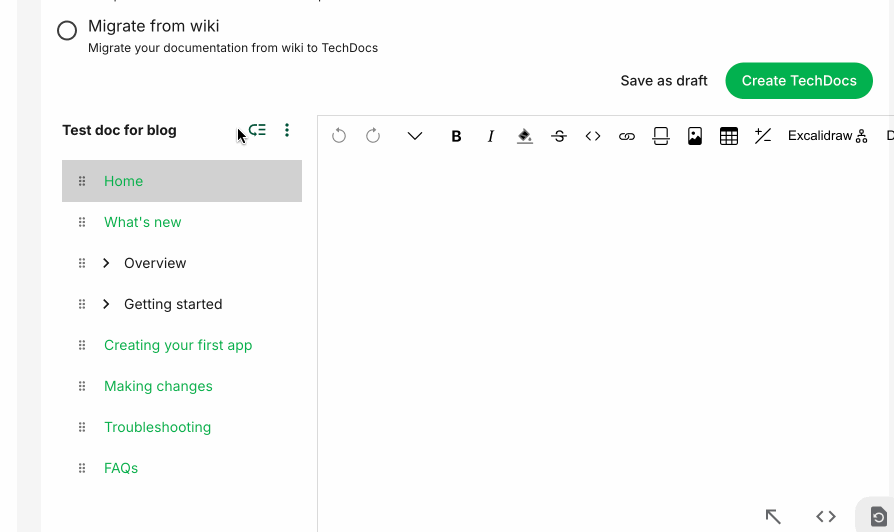 Migrate from wiki
Migrate your documentation from wiki to TechDocs
Save as draft
Create TechDocs
Test doc for blog
B I S Excalidraw D
Home
What's new
Overview
Getting started
Creating your first app
Making changes
Troubleshooting
FAQs